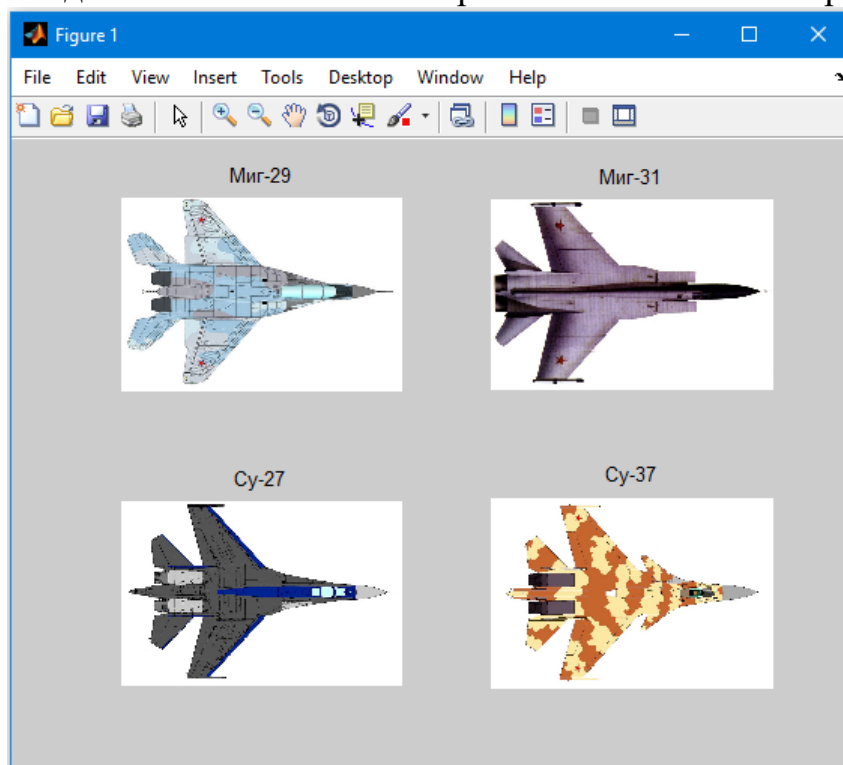 Figure 1
File Edit View Insert Tools Desktop Window Help
Миг-29 Миг-31
Су-27 Су-37